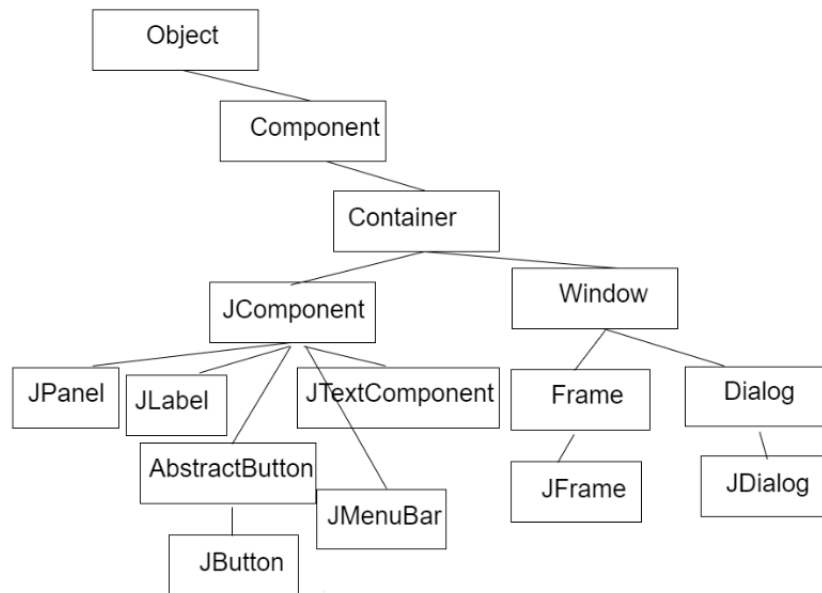 Object
Component
Container
JComponent
Window
JPanel
JLabel
JTextComponent
Frame
Dialog
AbstractButton
JMenuBar
JFrame
JDialog
JButton